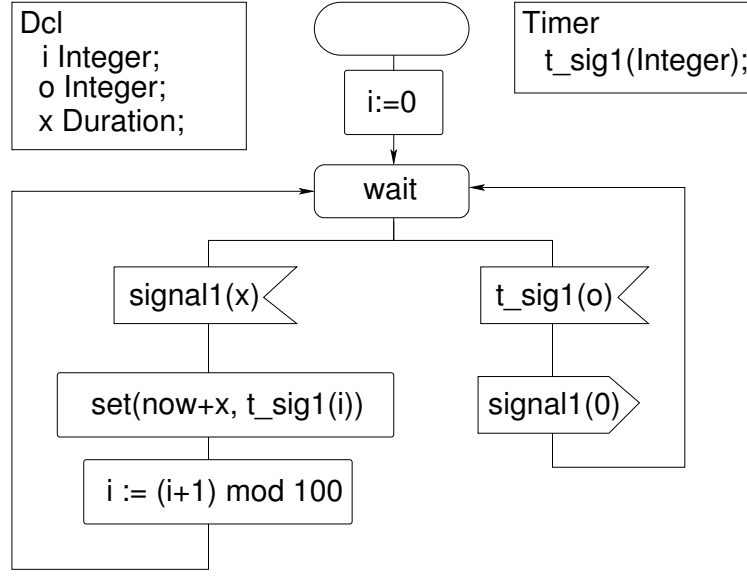 Dcl
i Integer;
o Integer;
x Duration;
Timer
t_sig1(Integer);
i:=0
wait
signal1(x)
t_sig1(o)
set(now+x, t_sig1(i))
signal1(0)
i := (i+1) mod 100